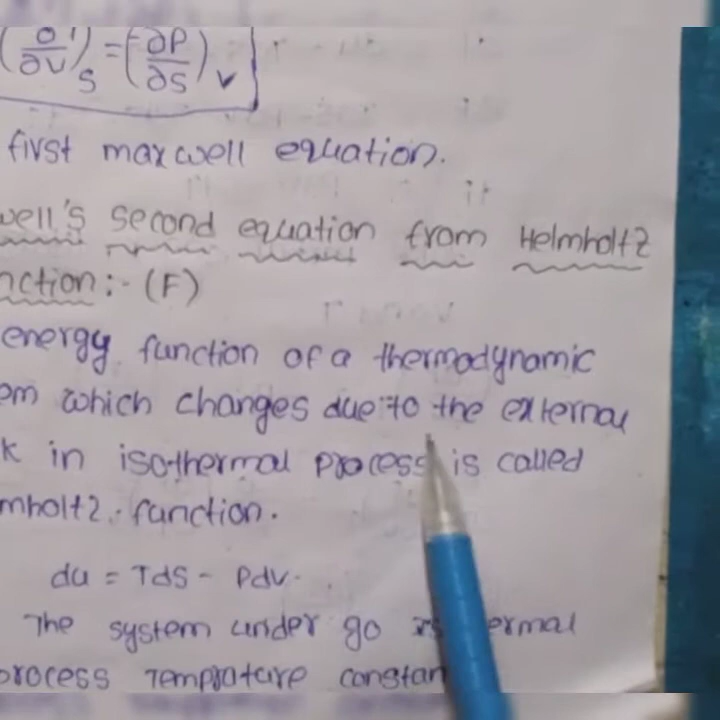 (∂T/∂V)S = (∂P/∂S)V
first maxwell equation.
well's second equation from Helmholtz
nction:- (F)
energy function of a thermodynamic
em which changes due to the external
k in isothermal process is called
mholtz. function.
du = Tds - Pdv.
The system under go ermal
process Temprature constan